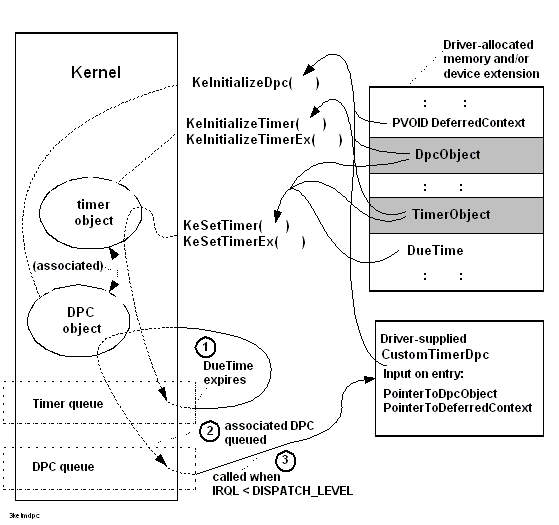 Driver-allocated
memory and/or
device extension
Kernel
KeInitializeDpc( )
: :
PVOID DeferredContext
KeInitializeTimer( )
KeInitializeTimerEx( )
DpcObject
: :
timer
object
TimerObject
KeSetTimer( )
KeSetTimerEx( )
DueTime
(associated)
: :
DPC
object
Driver-supplied
CustomTimerDpc
Input on entry:
PointerToDpcObject
PointerToDeferredContext
1
DueTime
expires
Timer queue
2
associated DPC
queued
DPC queue
3
called when
IRQL < DISPATCH_LEVEL
3kelmdpc